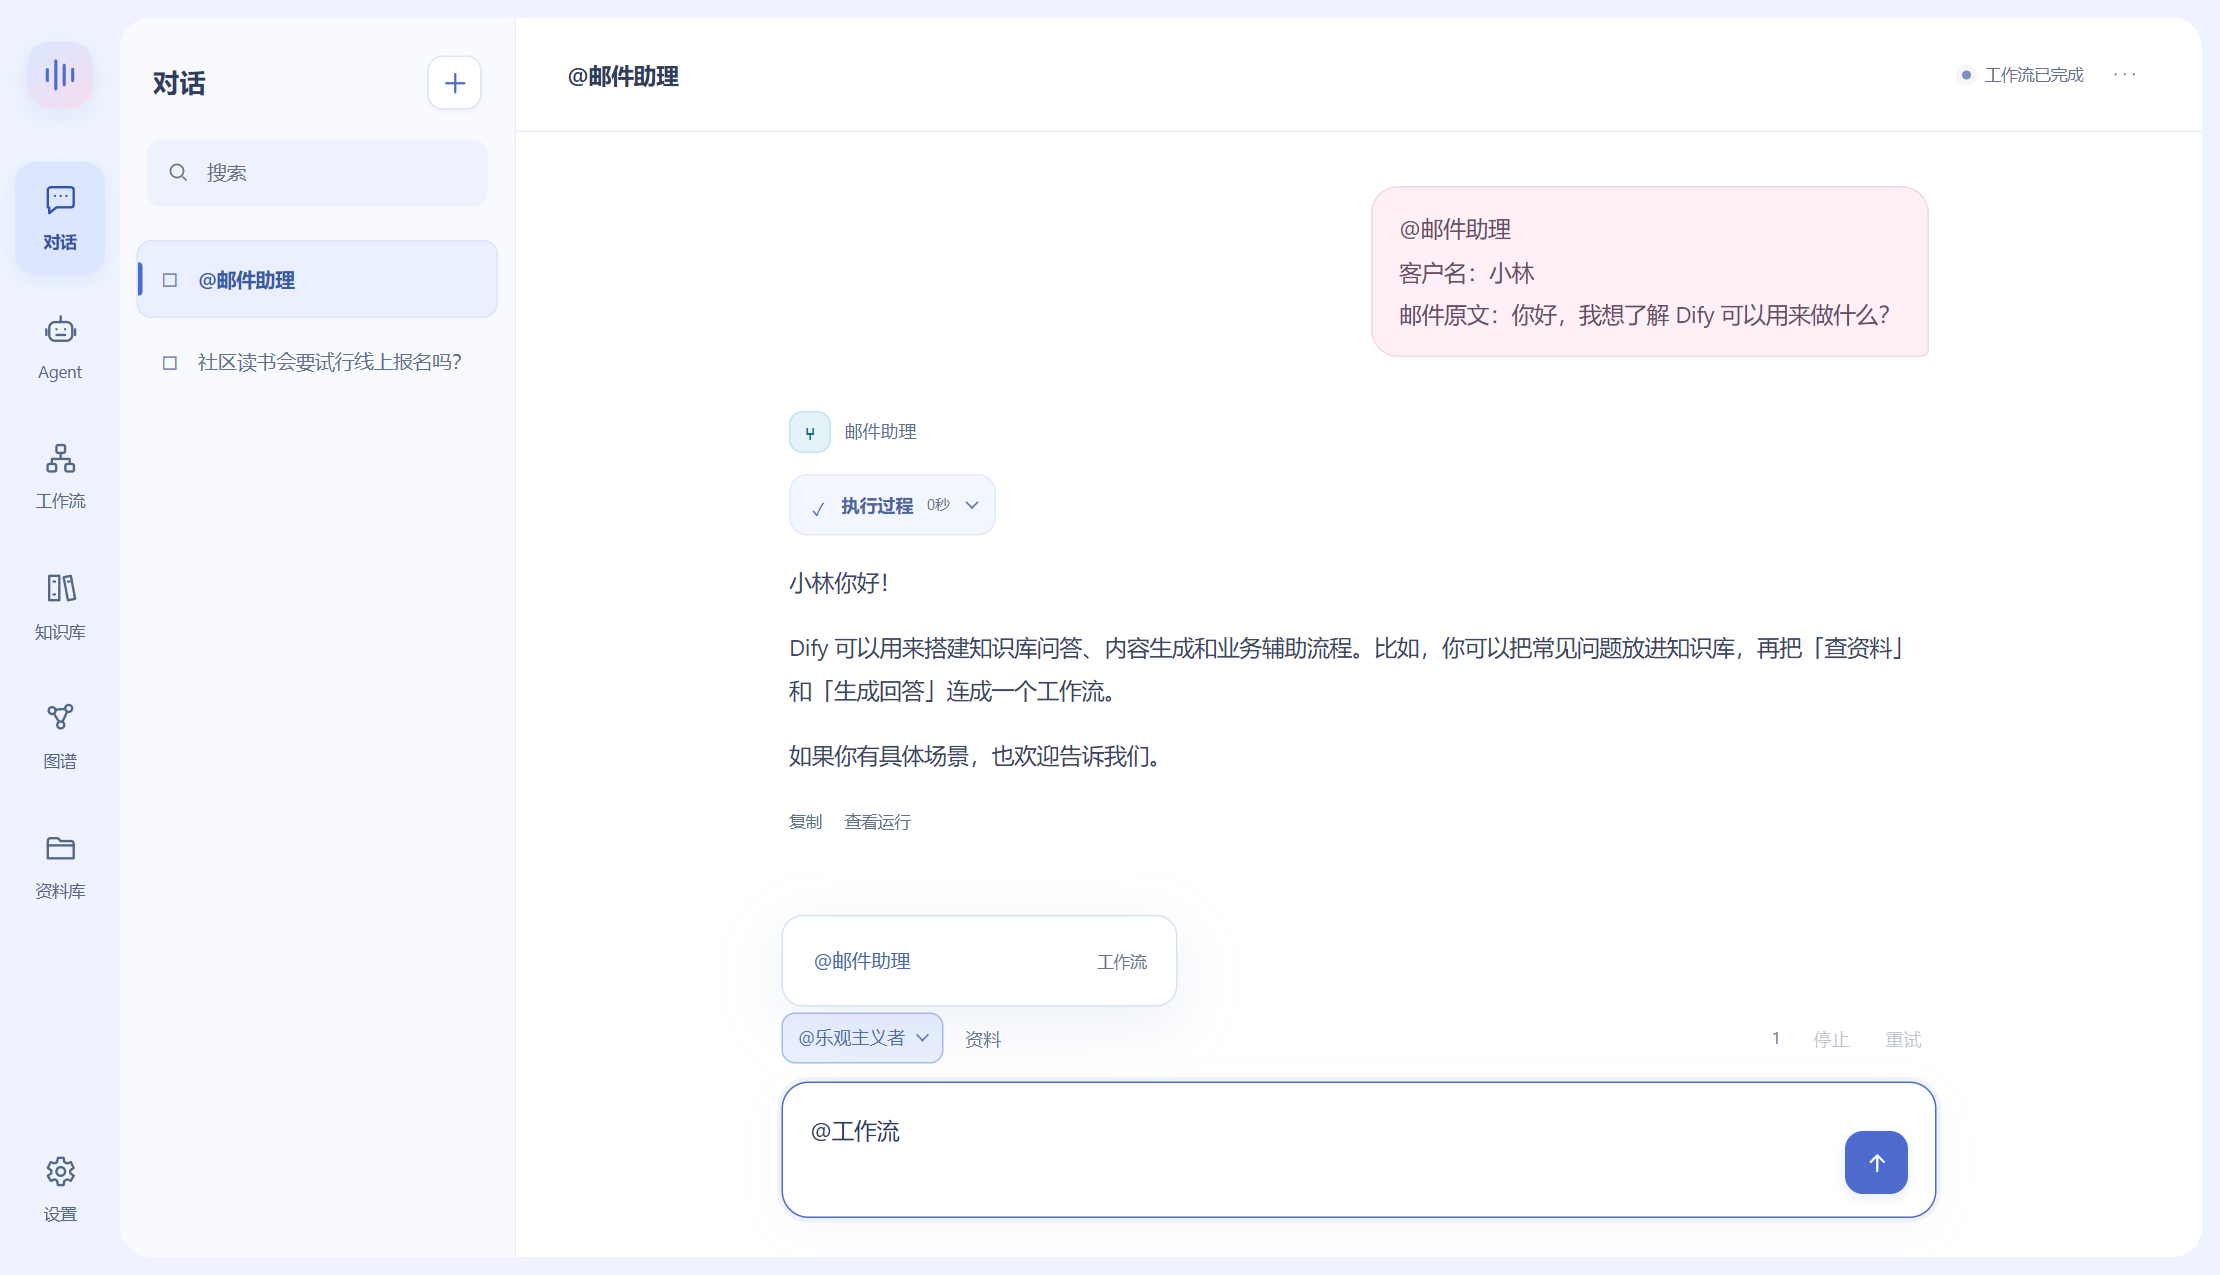 对话
Agent
工作流
知识库
图谱
资料库
设置
对话
搜索
@邮件助理
社区读书会要试行线上报名吗？
@邮件助理
工作流已完成
@邮件助理
客户名：小林
邮件原文：你好，我想了解 Dify 可以用来做什么？
邮件助理
执行过程 0秒
小林你好！
Dify 可以用来搭建知识库问答、内容生成和业务辅助流程。比如，你可以把常见问题放进知识库，再把「查资料」
和「生成回答」连成一个工作流。
如果你有具体场景，也欢迎告诉我们。
复制 查看运行
@邮件助理 工作流
@乐观主义者 资料 1 停止 重试
@工作流